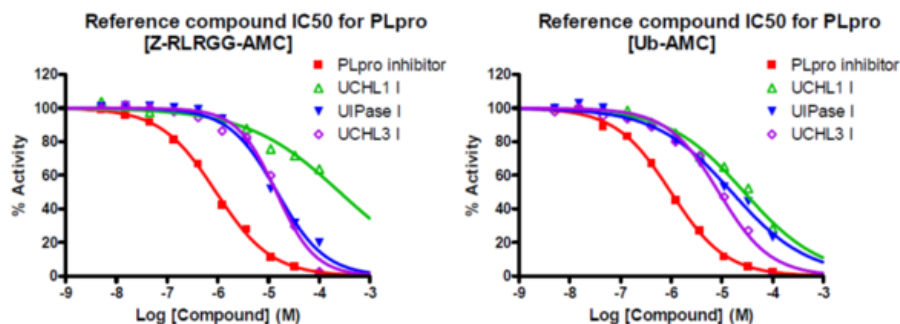 Reference compound IC50 for PLpro
[Z-RLRGG-AMC]
PLpro inhibitor
UCHL1 I
UIPase I
UCHL3 I
120
100
80
60
40
20
0
% Activity
-9 -8 -7 -6 -5 -4 -3
Log [Compound] (M)
Reference compound IC50 for PLpro
[Ub-AMC]
PLpro inhibitor
UCHL1 I
UIPase I
UCHL3 I
120
100
80
60
40
20
0
% Activity
-9 -8 -7 -6 -5 -4 -3
Log [Compound] (M)